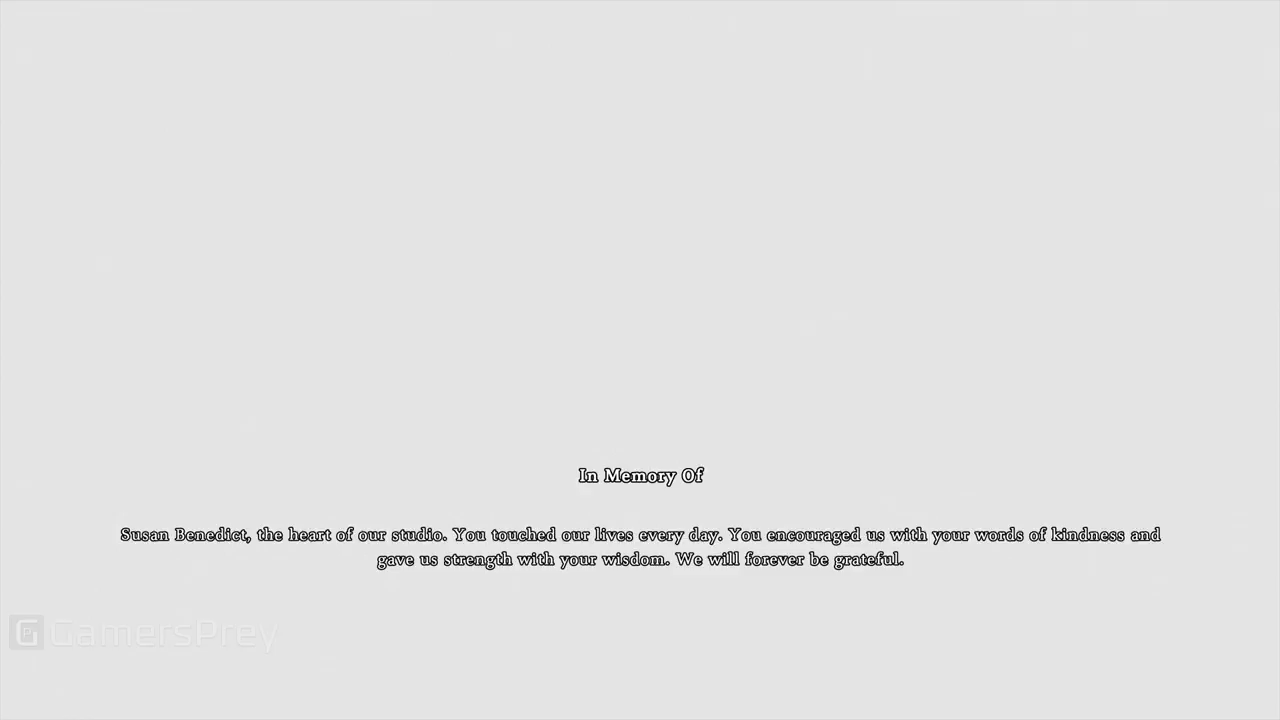 In Memory Of
Susan Benedict, the heart of our studio. You touched our lives every day. You encouraged us with your words of kindness and
gave us strength with your wisdom. We will forever be grateful.
GamersPrey